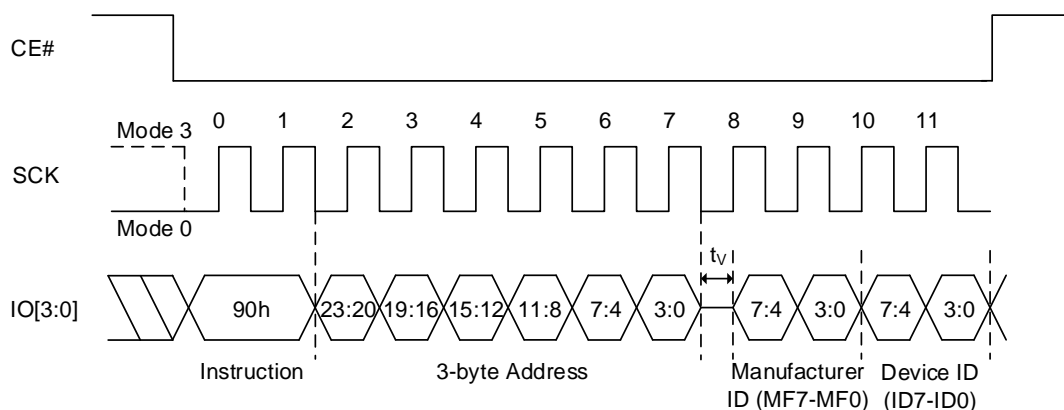 CE#
0 1 2 3 4 5 6 7 8 9 10 11
Mode 3
SCK
Mode 0
tV
IO[3:0] 90h 23:20 19:16 15:12 11:8 7:4 3:0 7:4 3:0 7:4 3:0
Instruction 3-byte Address Manufacturer Device ID
ID (MF7-MF0) (ID7-ID0)